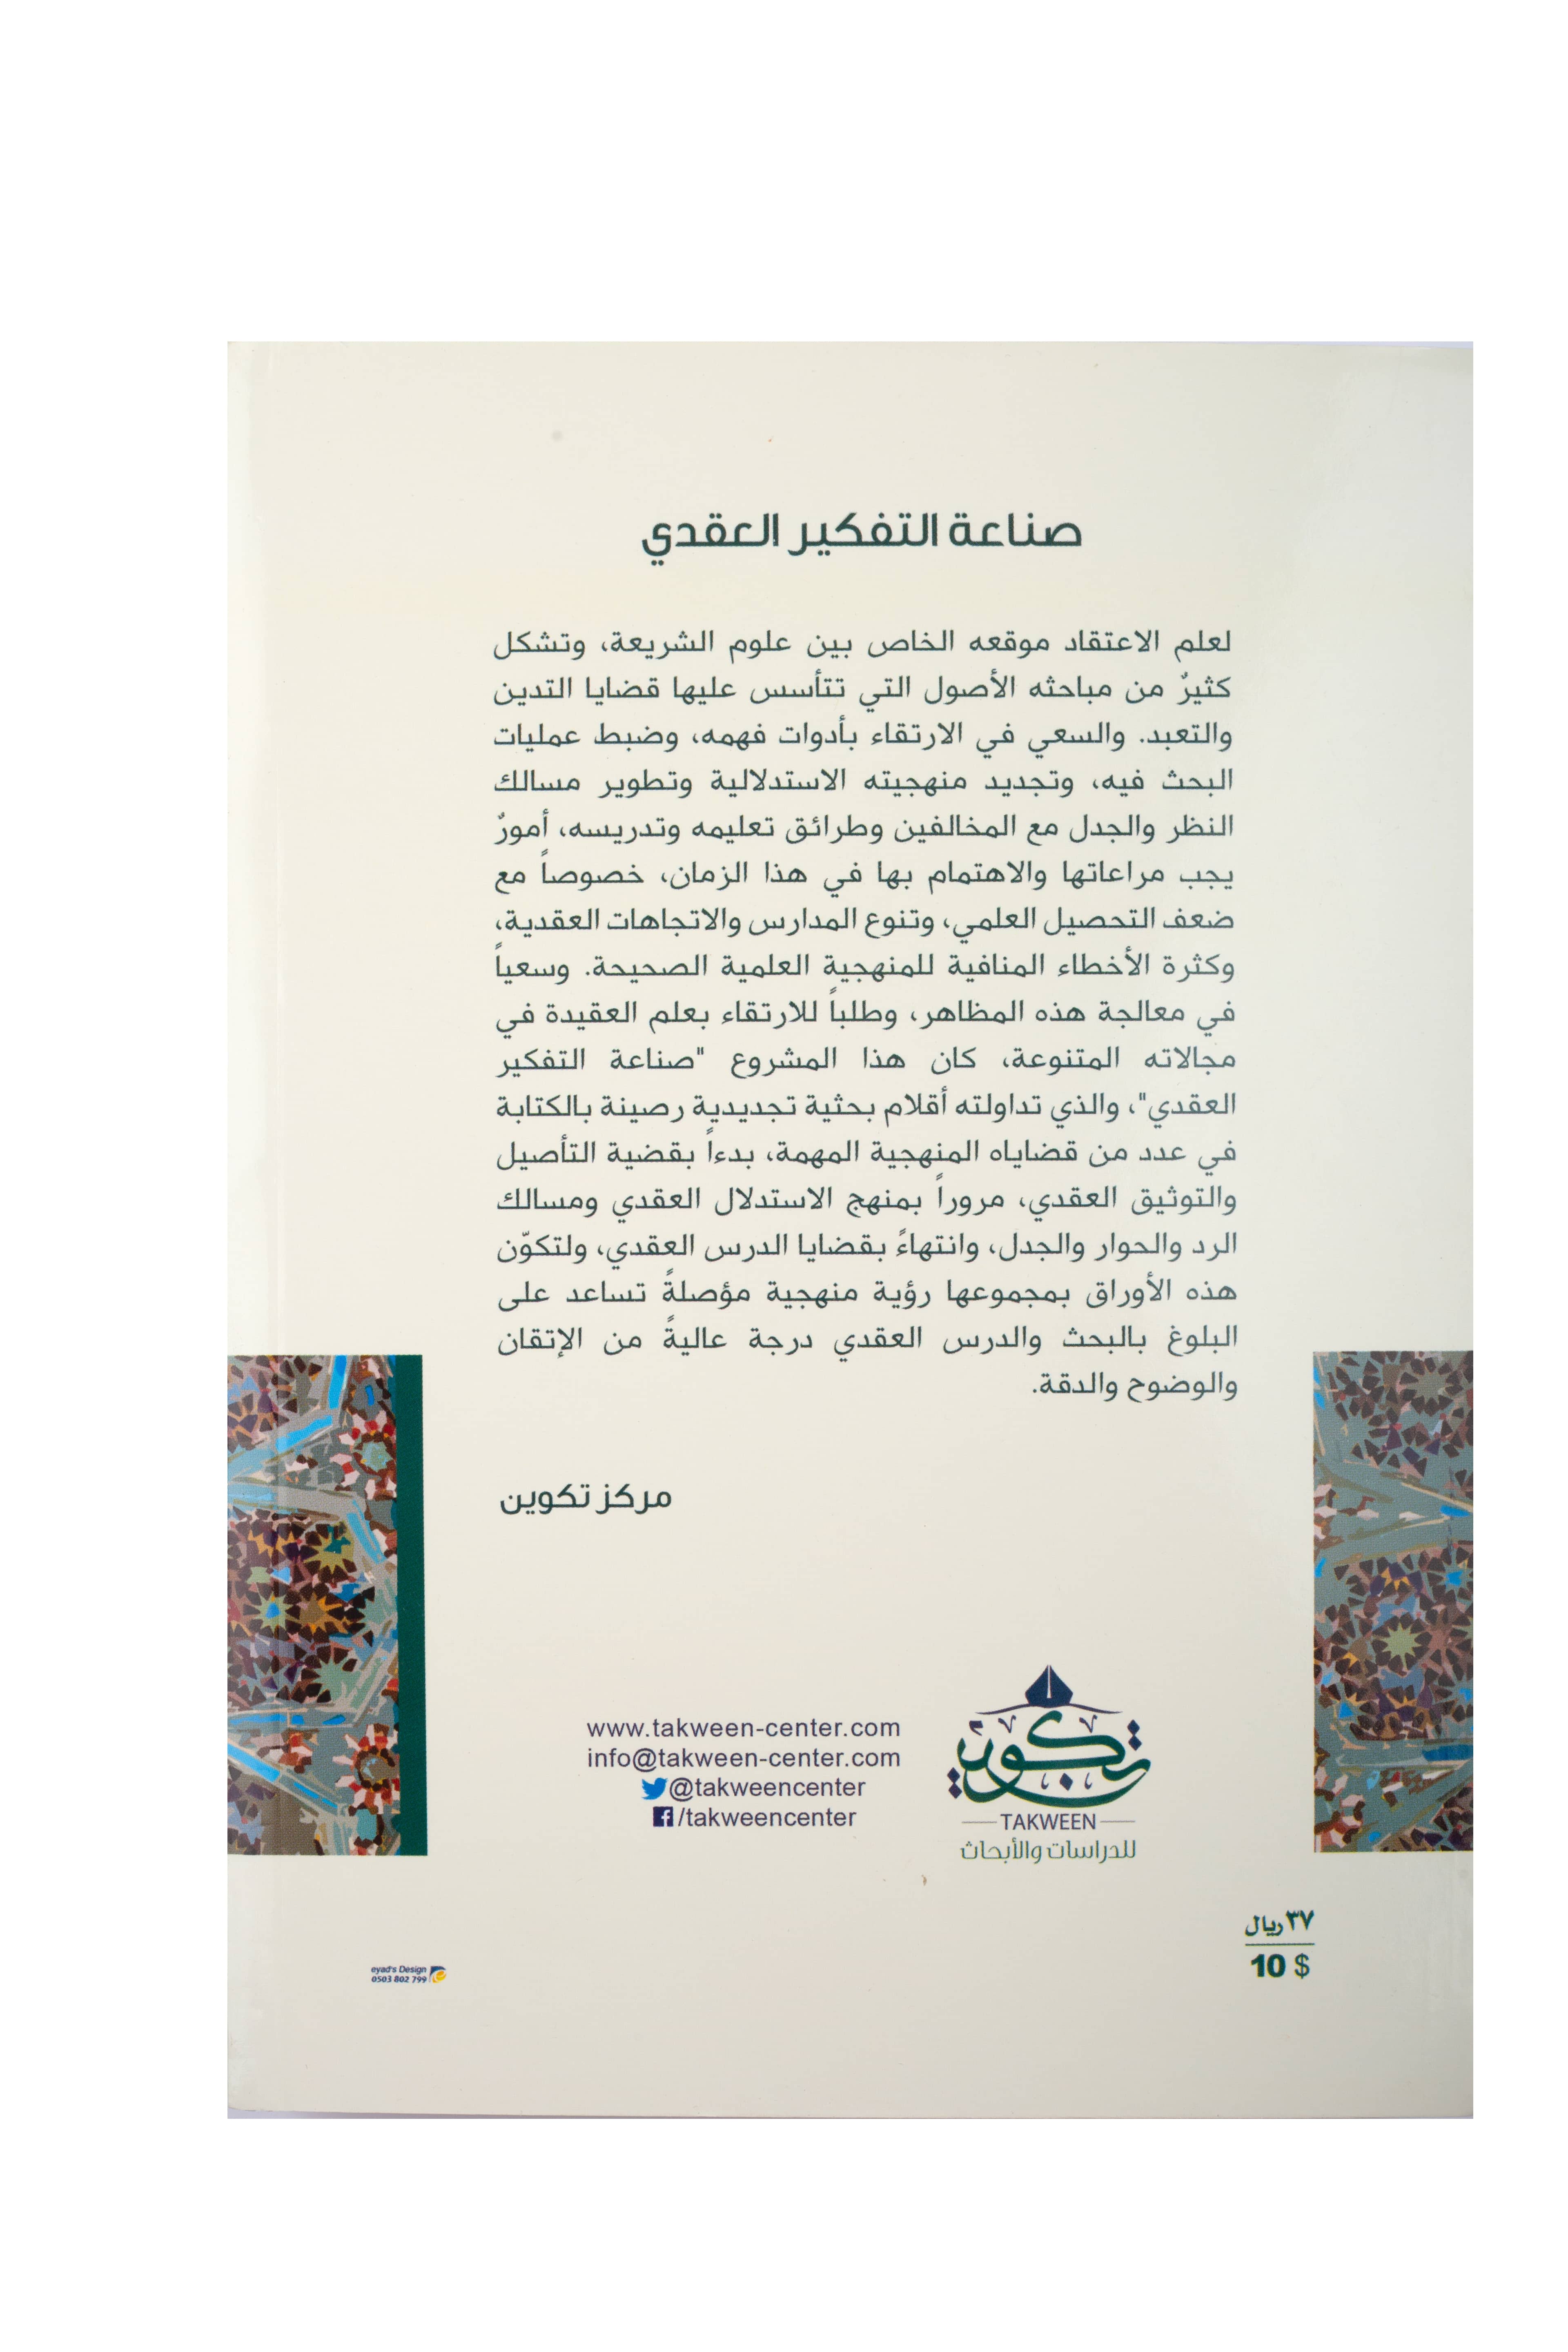 صناعة التفكير العقدي
لعلم الاعتقاد موقعه الخاص بين علوم الشريعة، وتشكل
كثيرٌ من مباحثه الأصول التي تتأسس عليها قضايا التدين
والتعبد. والسعي في الارتقاء بأدوات فهمه، وضبط عمليات
البحث فيه، وتجديد منهجيته الاستدلالية وتطوير مسالك
النظر والجدل مع المخالفين وطرائق تعليمه وتدريسه، أمورٌ
يجب مراعاتها والاهتمام بها في هذا الزمان، خصوصاً مع
ضعف التحصيل العلمي، وتنوع المدارس والاتجاهات العقدية،
وكثرة الأخطاء المنافية للمنهجية العلمية الصحيحة. وسعياً
في معالجة هذه المظاهر، وطلباً للارتقاء بعلم العقيدة في
مجالاته المتنوعة، كان هذا المشروع "صناعة التفكير
العقدي"، والذي تداولته أقلام بحثية تجديدية رصينة بالكتابة
في عدد من قضاياه المنهجية المهمة، بدءاً بقضية التأصيل
والتوثيق العقدي، مروراً بمنهج الاستدلال العقدي ومسالك
الرد والحوار والجدل، وانتهاءً بقضايا الدرس العقدي، ولتكوّن
هذه الأوراق بمجموعها رؤية منهجية مؤصلةً تساعد على
البلوغ بالبحث والدرس العقدي درجة عاليةً من الإتقان
والوضوح والدقة.
مركز تكوين
تكوين
TAKWEEN
للدراسات والأبحاث
www.takween-center.com
info@takween-center.com
@takweencenter
/takweencenter
٣٧ ريال
10 $
eyad's Design
0503 802 799